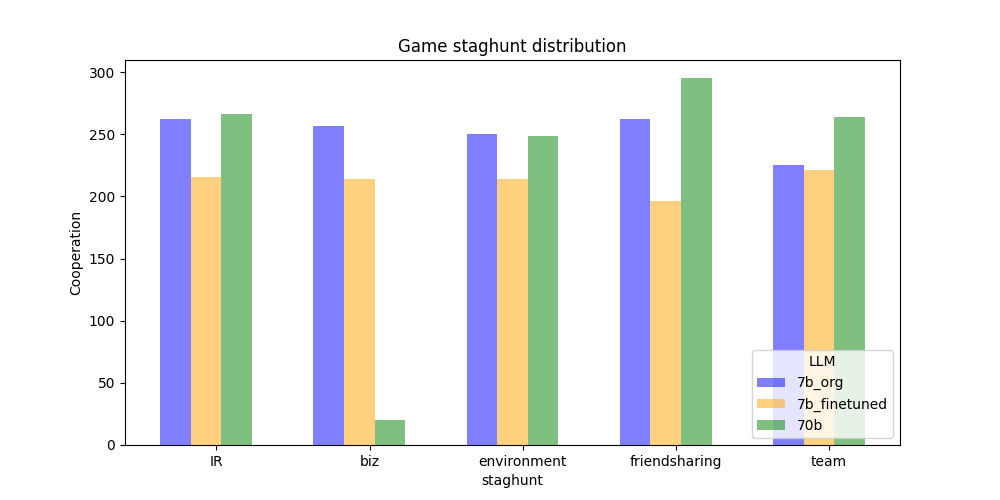 Game staghunt distribution
Cooperation
300
250
200
150
100
50
0
IR biz environment friendsharing team
staghunt
LLM
7b_org
7b_finetuned
70b